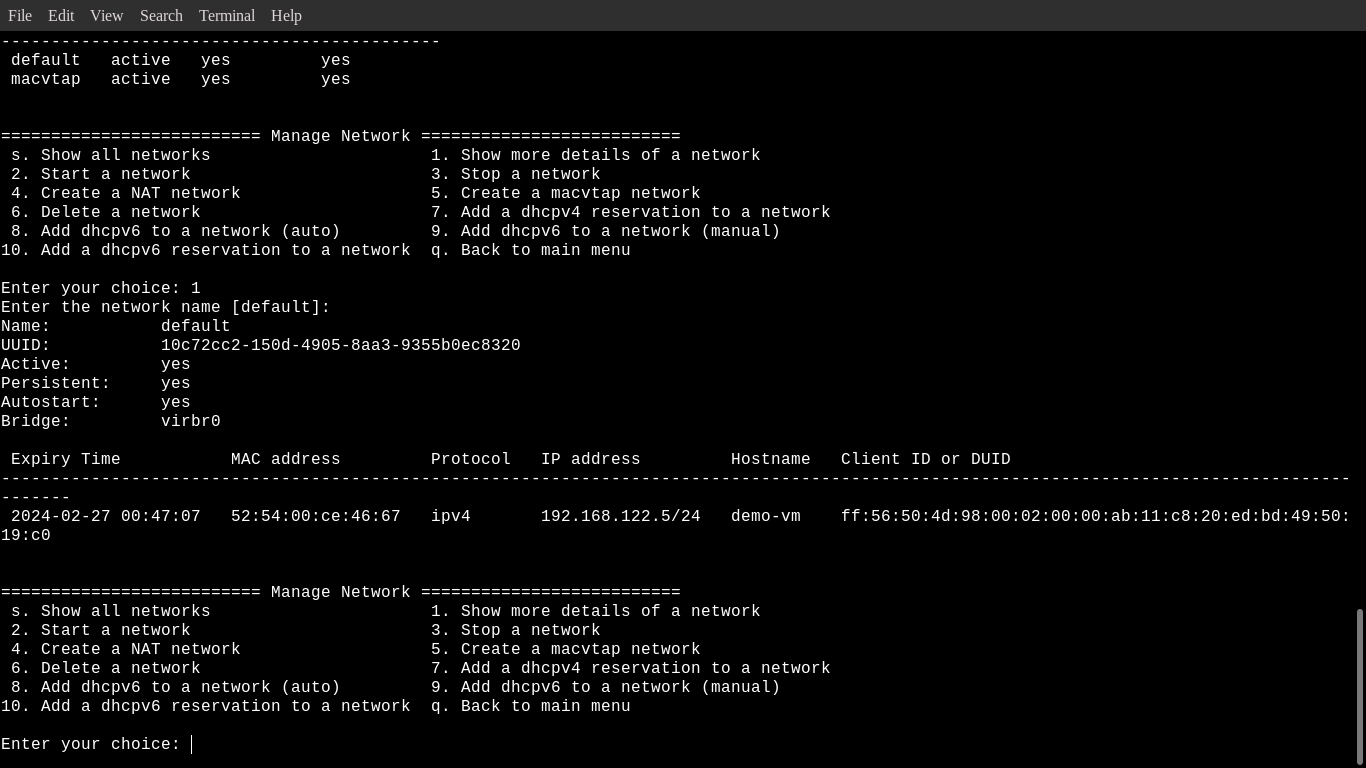 File Edit View Search Terminal Help
--------------------------------------------
 default   active   yes         yes
 macvtap   active   yes         yes
========================== Manage Network ==========================
 s. Show all networks                      1. Show more details of a network
 2. Start a network                        3. Stop a network
 4. Create a NAT network                   5. Create a macvtap network
 6. Delete a network                       7. Add a dhcpv4 reservation to a network
 8. Add dhcpv6 to a network (auto)         9. Add dhcpv6 to a network (manual)
10. Add a dhcpv6 reservation to a network  q. Back to main menu
Enter your choice: 1
Enter the network name [default]:
Name:           default
UUID:           10c72cc2-150d-4905-8aa3-9355b0ec8320
Active:         yes
Persistent:     yes
Autostart:      yes
Bridge:         virbr0
 Expiry Time           MAC address         Protocol   IP address         Hostname   Client ID or DUID
---------------------------------------------------------------------------------------------------------------------------------------
-------
 2024-02-27 00:47:07   52:54:00:ce:46:67   ipv4       192.168.122.5/24   demo-vm    ff:56:50:4d:98:00:02:00:00:ab:11:c8:20:ed:bd:49:50:
19:c0
========================== Manage Network ==========================
 s. Show all networks                      1. Show more details of a network
 2. Start a network                        3. Stop a network
 4. Create a NAT network                   5. Create a macvtap network
 6. Delete a network                       7. Add a dhcpv4 reservation to a network
 8. Add dhcpv6 to a network (auto)         9. Add dhcpv6 to a network (manual)
10. Add a dhcpv6 reservation to a network  q. Back to main menu
Enter your choice: